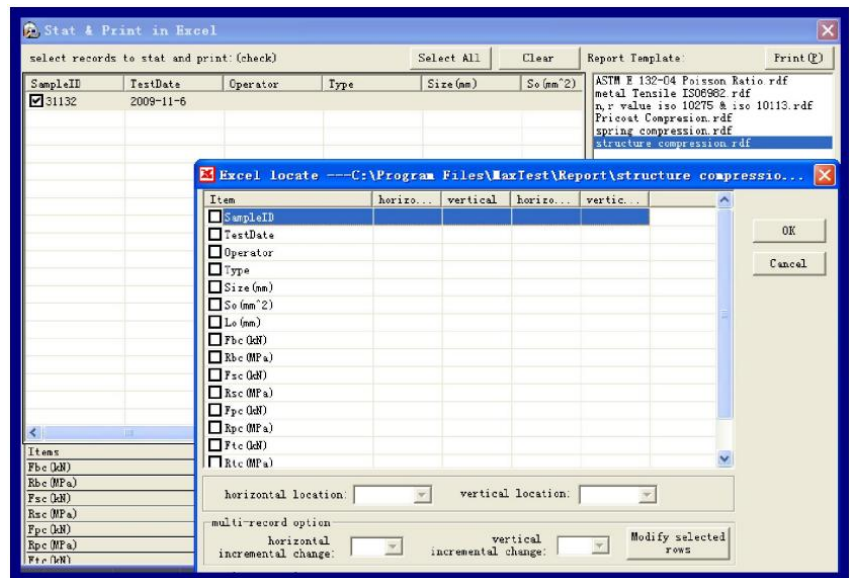 Stat & Print in Excel
select records to stat and print:(check)
Select All
Clear
Report Template:
Print(P)
SampleID TestDate Operator Type Size(mm) So(mm^2)
31132 2009-11-6
ASTM E 132-04 Poisson Ratio.rdf
metal Tensile ISO6982.rdf
n,r value iso 10275 & iso 10113.rdf
Pricoat Compresion.rdf
spring compression.rdf
structure compression.rdf
Excel locate ---C:\Program Files\MaxTest\Report\structure compressio...
Item horizo... vertical horizo... vertic...
SampleID
TestDate
Operator
Type
Size(mm)
So(mm^2)
Lo(mm)
Fbc(kN)
Rbc(MPa)
Fsc(kN)
Rsc(MPa)
Fpc(kN)
Rpc(MPa)
Ftc(kN)
Rtc(MPa)
OK
Cancel
Items
Fbc(kN)
Rbc(MPa)
Fsc(kN)
Rsc(MPa)
Fpc(kN)
Rpc(MPa)
Ftc(kN)
horizontal location:
vertical location:
multi-record option
horizontal
incremental change:
vertical
incremental change:
Modify selected
rows